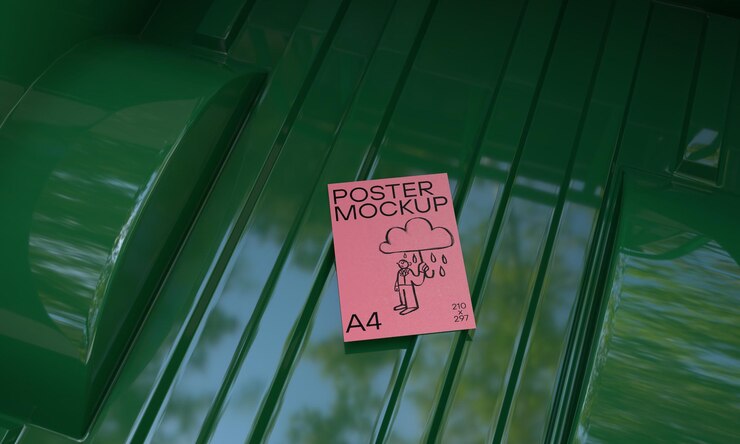 POSTER
MOCKUP
A4
210
x
297